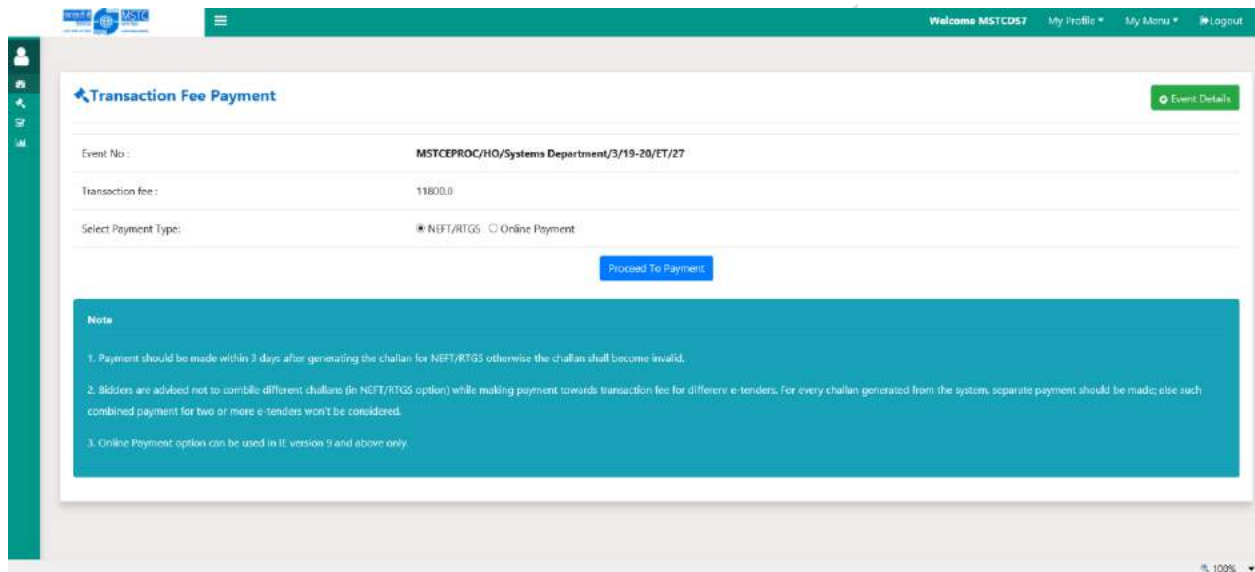 MSTC
Welcome MSTCDS7 My Profile My Menu Logout
Transaction Fee Payment
Event Details
Event No : MSTCEPROC/HO/Systems Department/3/19-20/ET/27
Transaction fee : 11800.0
Select Payment Type: NEFT/RTGS Online Payment
Proceed To Payment
Note
1. Payment should be made within 3 days after generating the challan for NEFT/RTGS otherwise the challan shall become invalid.
2. Bidders are advised not to combile different challans (in NEFT/RTGS option) while making payment towards transaction fee for different e-tenders. For every challan generated from the system, separate payment should be made; else such
combined payment for two or more e-tenders won't be considered.
3. Online Payment option can be used in IE version 9 and above only.
100%